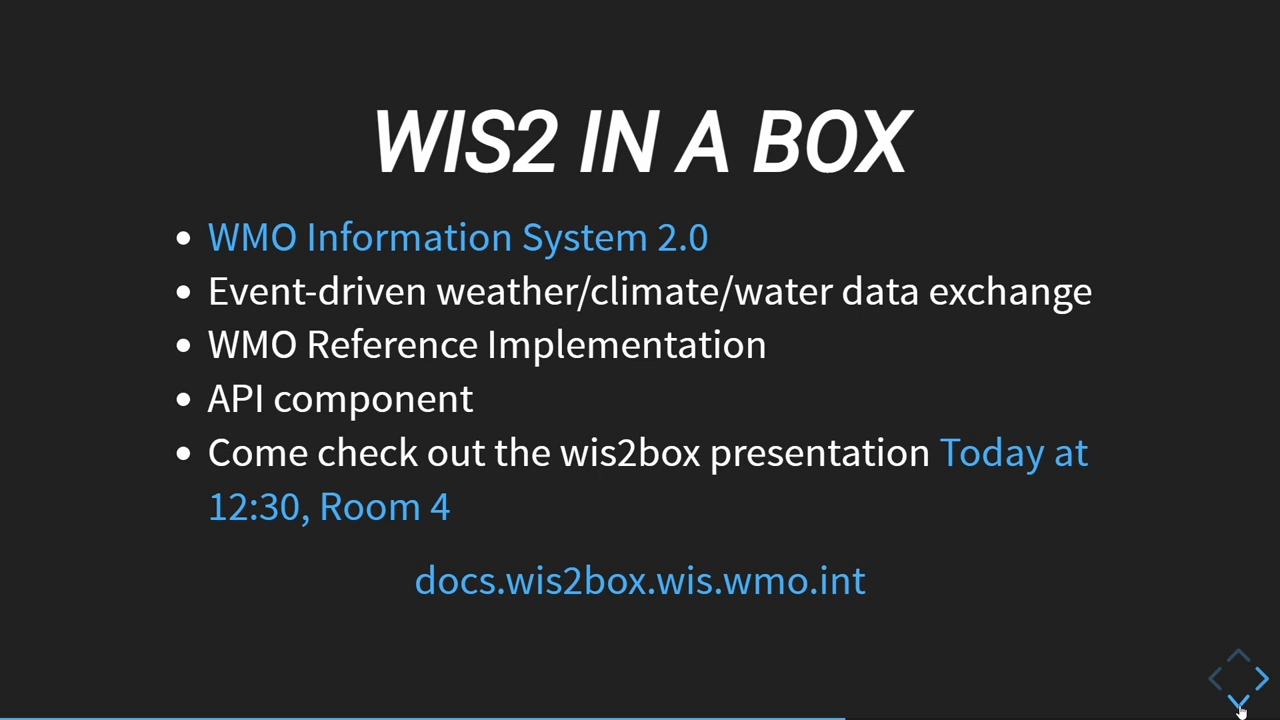 WIS2 IN A BOX
WMO Information System 2.0
Event-driven weather/climate/water data exchange
WMO Reference Implementation
API component
Come check out the wis2box presentation Today at
12:30, Room 4
docs.wis2box.wis.wmo.int